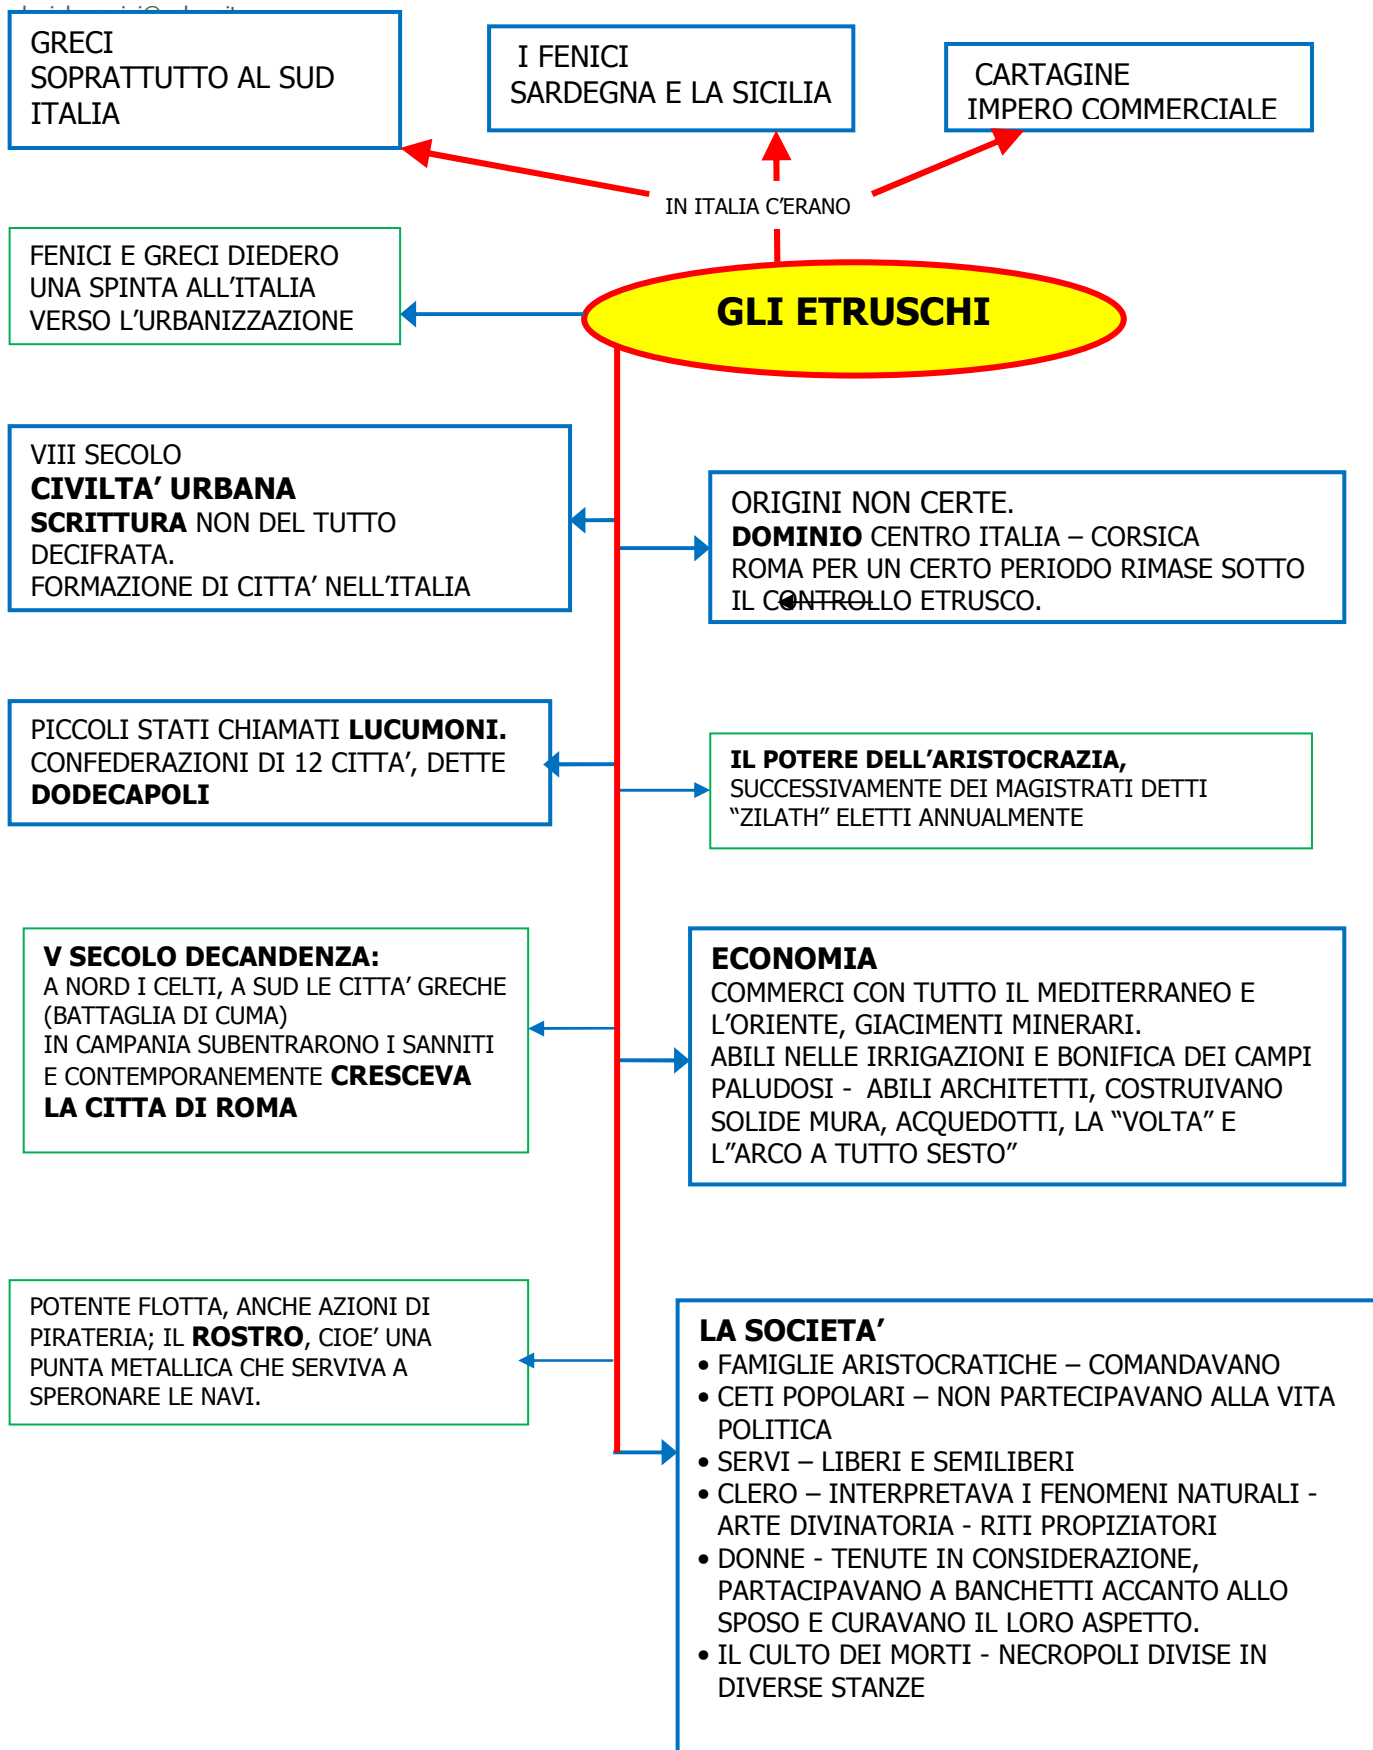 GRECI
SOPRATTUTTO AL SUD
ITALIA
I FENICI
SARDEGNA E LA SICILIA
CARTAGINE
IMPERO COMMERCIALE
IN ITALIA C’ERANO
FENICI E GRECI DIEDERO
UNA SPINTA ALL’ITALIA
VERSO L’URBANIZZAZIONE
GLI ETRUSCHI
VIII SECOLO
CIVILTA’ URBANA
SCRITTURA NON DEL TUTTO
DECIFRATA.
FORMAZIONE DI CITTA’ NELL’ITALIA
ORIGINI NON CERTE.
DOMINIO CENTRO ITALIA – CORSICA
ROMA PER UN CERTO PERIODO RIMASE SOTTO
IL CONTROLLO ETRUSCO.
PICCOLI STATI CHIAMATI LUCUMONI.
CONFEDERAZIONI DI 12 CITTA’, DETTE
DODECAPOLI
IL POTERE DELL’ARISTOCRAZIA,
SUCCESSIVAMENTE DEI MAGISTRATI DETTI
“ZILATH” ELETTI ANNUALMENTE
V SECOLO DECANDENZA:
A NORD I CELTI, A SUD LE CITTA’ GRECHE
(BATTAGLIA DI CUMA)
IN CAMPANIA SUBENTRARONO I SANNITI
E CONTEMPORANEMENTE CRESCEVA
LA CITTA DI ROMA
ECONOMIA
COMMERCI CON TUTTO IL MEDITERRANEO E
L’ORIENTE, GIACIMENTI MINERARI.
ABILI NELLE IRRIGAZIONI E BONIFICA DEI CAMPI
PALUDOSI - ABILI ARCHITETTI, COSTRUIVANO
SOLIDE MURA, ACQUEDOTTI, LA “VOLTA” E
L”ARCO A TUTTO SESTO”
POTENTE FLOTTA, ANCHE AZIONI DI
PIRATERIA; IL ROSTRO, CIOE’ UNA
PUNTA METALLICA CHE SERVIVA A
SPERONARE LE NAVI.
LA SOCIETA’
• FAMIGLIE ARISTOCRATICHE – COMANDAVANO
• CETI POPOLARI – NON PARTECIPAVANO ALLA VITA
POLITICA
• SERVI – LIBERI E SEMILIBERI
• CLERO – INTERPRETAVA I FENOMENI NATURALI -
ARTE DIVINATORIA - RITI PROPIZIATORI
• DONNE - TENUTE IN CONSIDERAZIONE,
PARTACIPAVANO A BANCHETTI ACCANTO ALLO
SPOSO E CURAVANO IL LORO ASPETTO.
• IL CULTO DEI MORTI - NECROPOLI DIVISE IN
DIVERSE STANZE